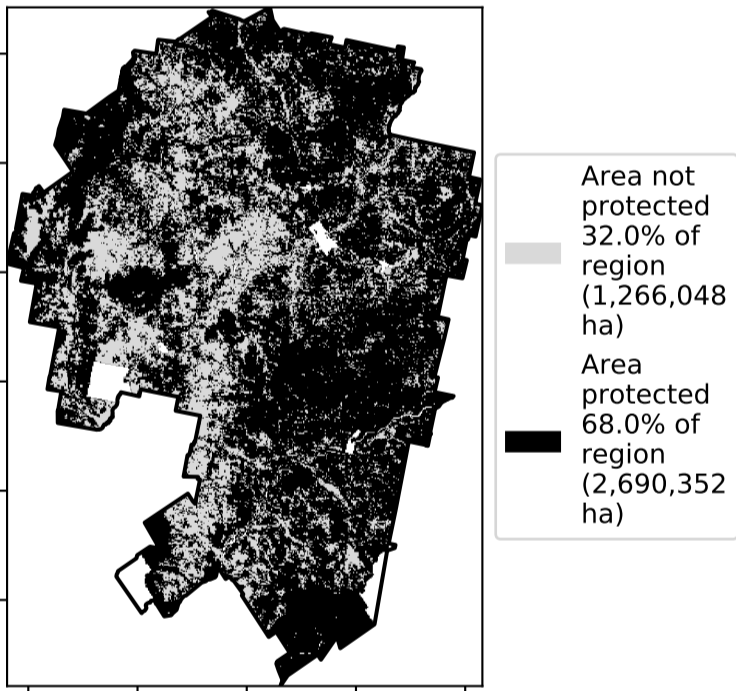 Area not
protected
32.0% of
region
(1,266,048
ha)
Area
protected
68.0% of
region
(2,690,352
ha)